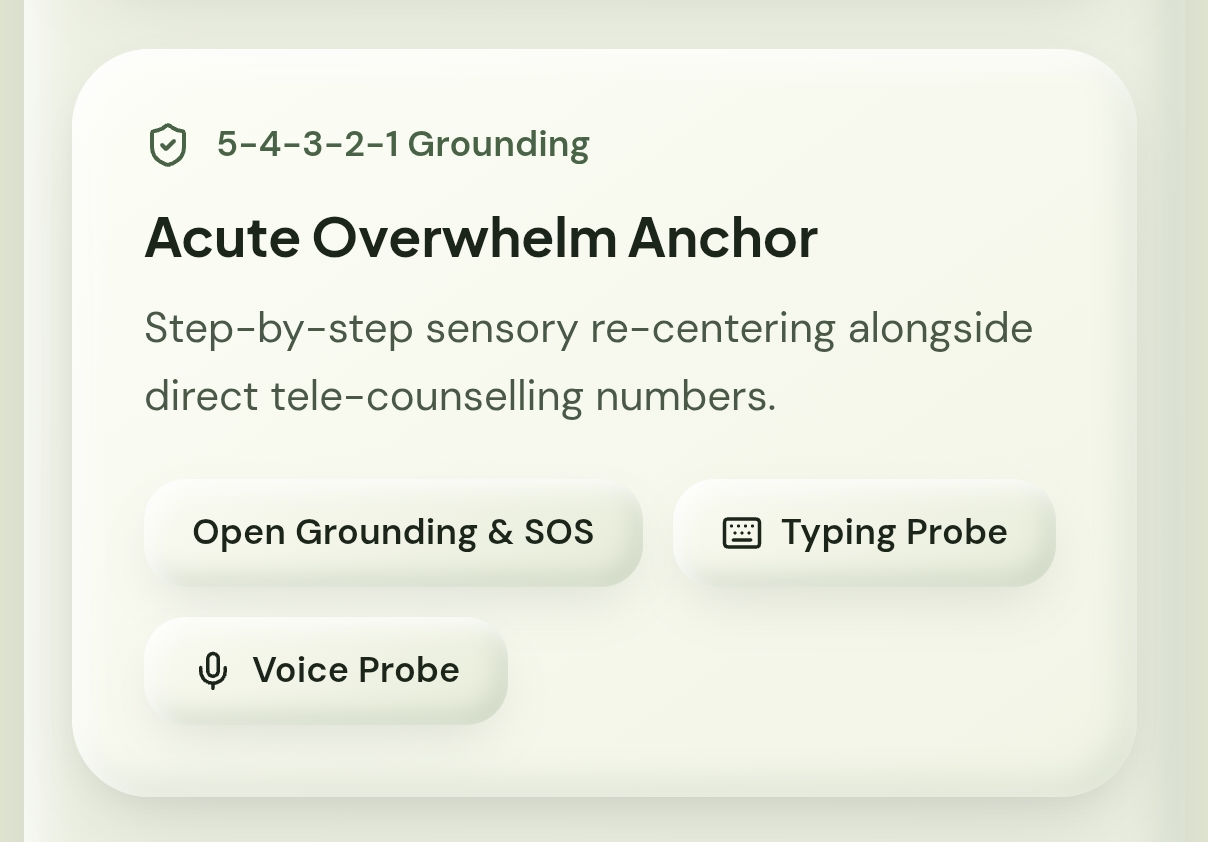 5-4-3-2-1 Grounding
Acute Overwhelm Anchor
Step-by-step sensory re-centering alongside
direct tele-counselling numbers.
Open Grounding & SOS
Typing Probe
Voice Probe